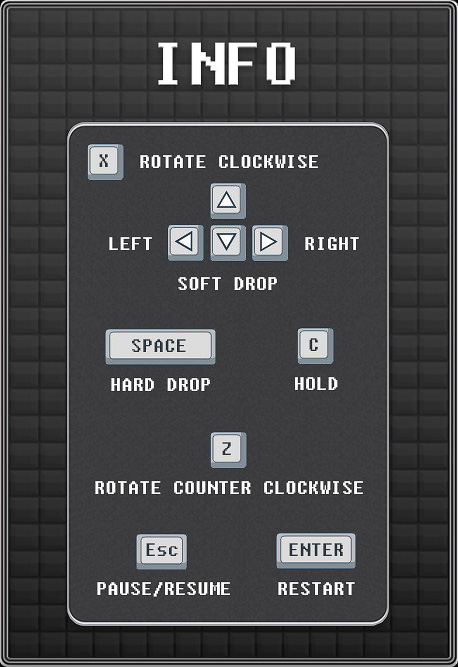 INFO
X ROTATE CLOCKWISE
LEFT RIGHT
SOFT DROP
SPACE C
HARD DROP HOLD
Z
ROTATE COUNTER CLOCKWISE
Esc ENTER
PAUSE/RESUME RESTART